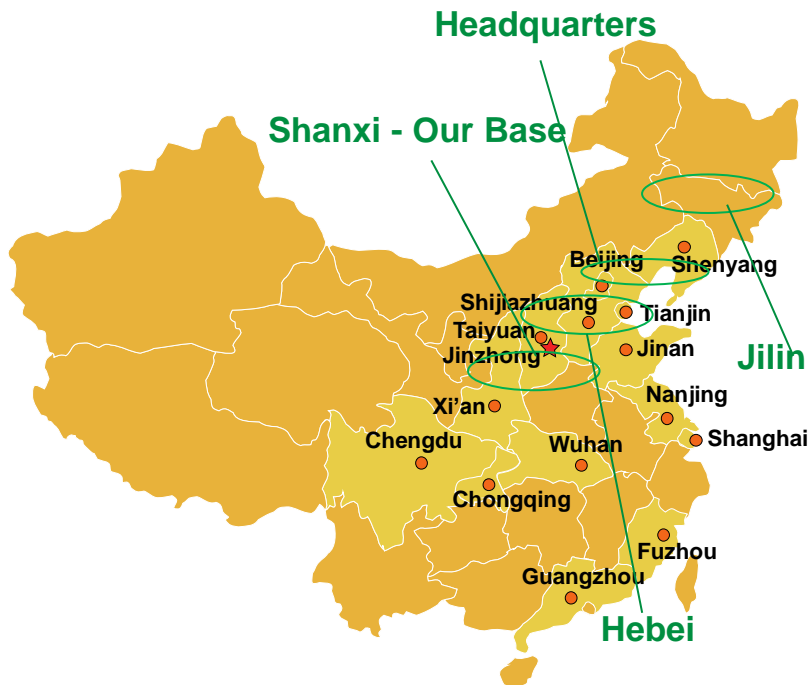 Headquarters
Shanxi - Our Base
Beijing
Shenyang
Shijiazhuang
Tianjin
Taiyuan
Jinzhong
Jinan
Jilin
Nanjing
Xi’an
Chengdu
Wuhan
Shanghai
Chongqing
Fuzhou
Guangzhou
Hebei